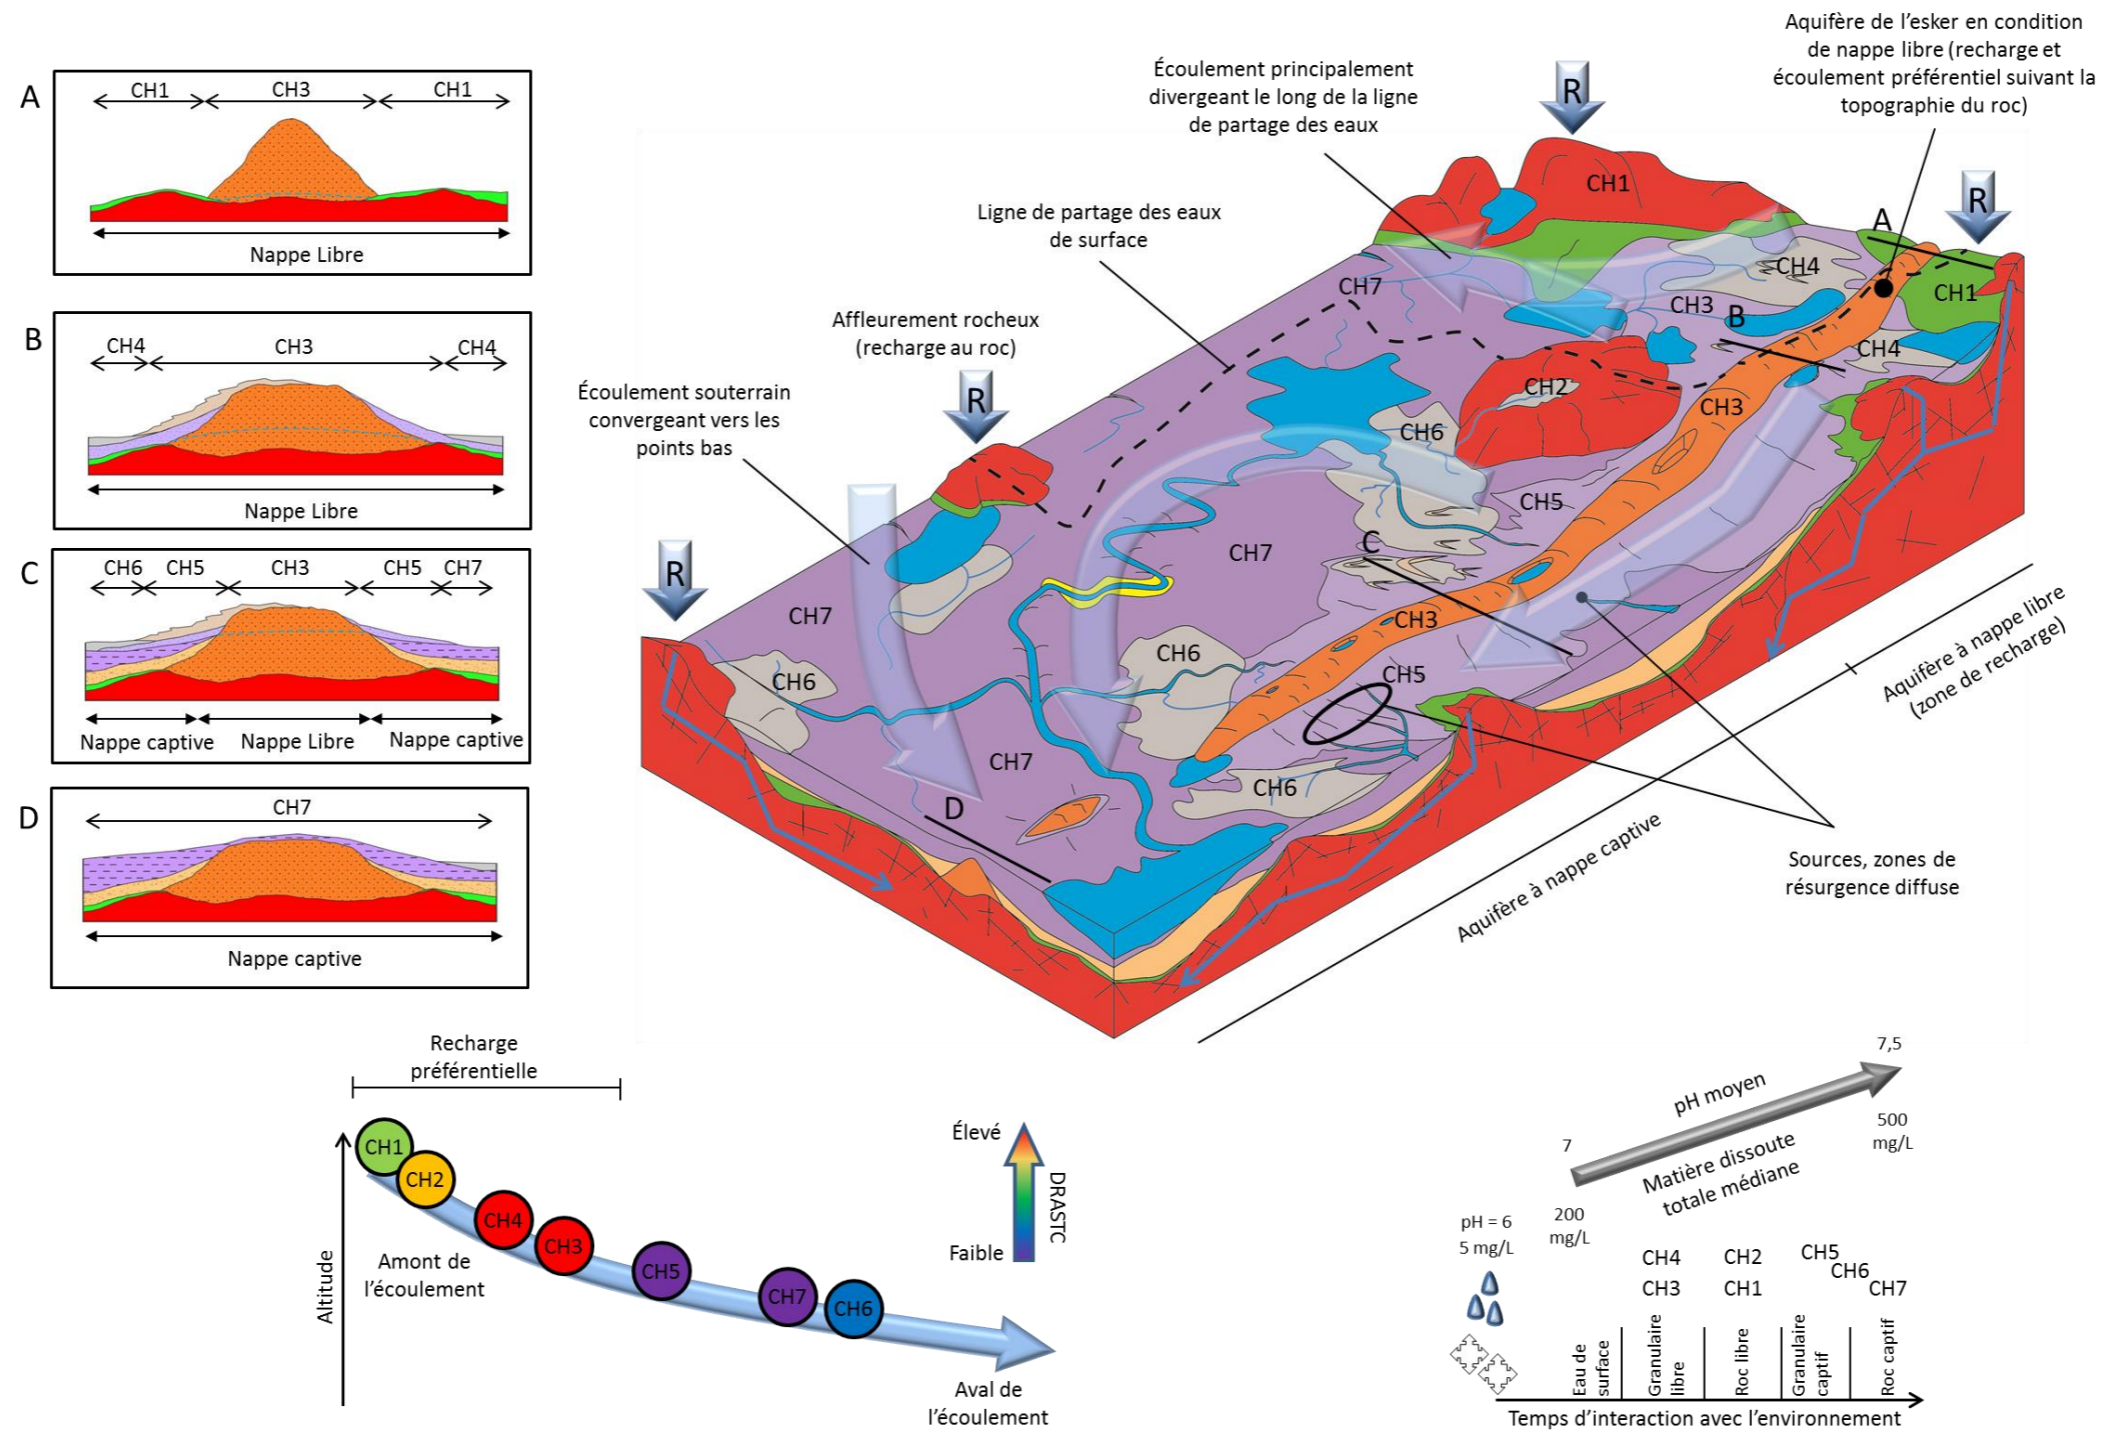 A
CH1
CH3
CH1
Nappe Libre
B
CH4
CH3
CH4
Nappe Libre
C
CH6
CH5
CH3
CH5
CH7
Nappe captive
Nappe Libre
Nappe captive
D
CH7
Nappe captive
Aquifère de l'esker en condition
de nappe libre (recharge et
écoulement préférentiel suivant la
topographie du roc)
Écoulement principalement
divergeant le long de la ligne
de partage des eaux
Ligne de partage des eaux
de surface
Affleurement rocheux
(recharge au roc)
Écoulement souterrain
convergeant vers les
points bas
R
R
R
R
CH1
A
CH4
CH1
CH7
CH3
B
CH4
CH2
CH3
CH6
CH5
C
CH7
CH7
CH3
CH6
CH5
CH6
CH7
CH6
D
Aquifère à nappe libre
(zone de recharge)
Aquifère à nappe captive
Sources, zones de
résurgence diffuse
Recharge
préférentielle
Altitude
CH1
CH2
CH4
CH3
CH5
CH7
CH6
Amont de
l'écoulement
Aval de
l'écoulement
Élevé
Faible
DRASTC
7,5
pH moyen
7
500
mg/L
Matière dissoute
totale médiane
pH = 6
5 mg/L
200
mg/L
CH4
CH3
CH2
CH1
CH5
CH6
CH7
Eau de
surface
Granulaire
libre
Roc libre
Granulaire
captif
Roc captif
Temps d'interaction avec l'environnement